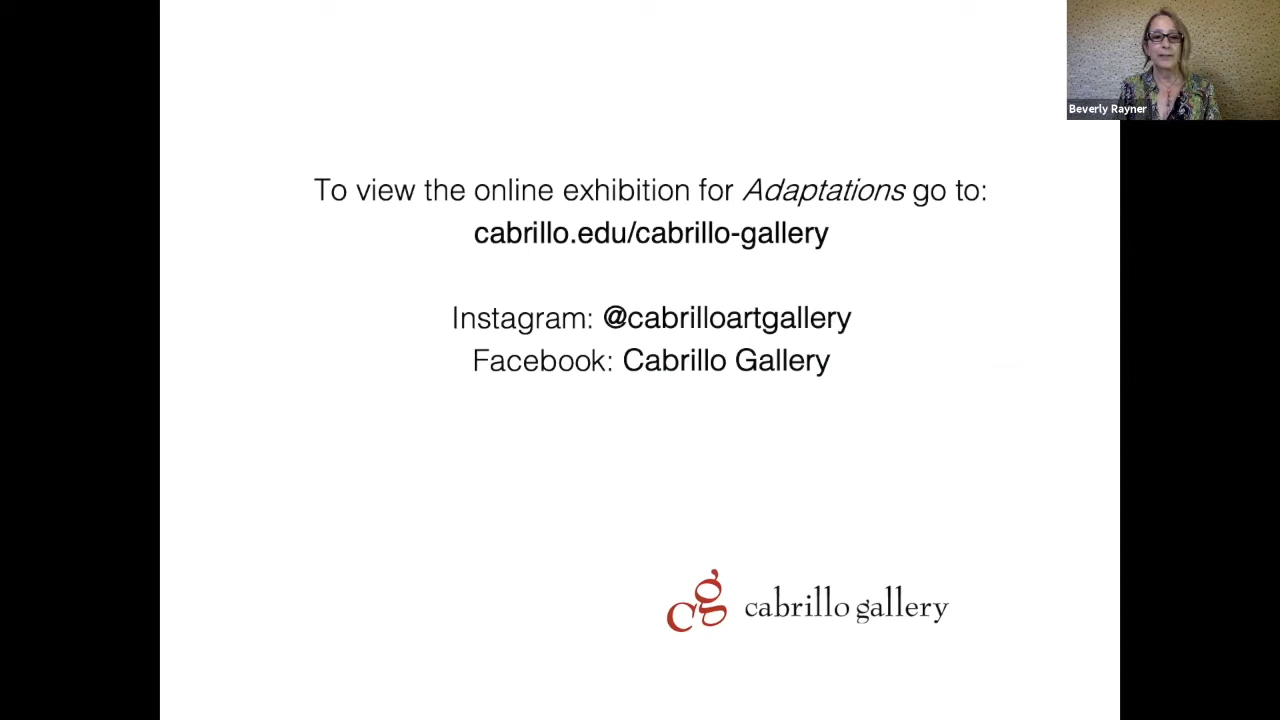 Beverly Rayner
To view the online exhibition for Adaptations go to:
cabrillo.edu/cabrillo-gallery
Instagram: @cabrilloartgallery
Facebook: Cabrillo Gallery
cg cabrillo gallery